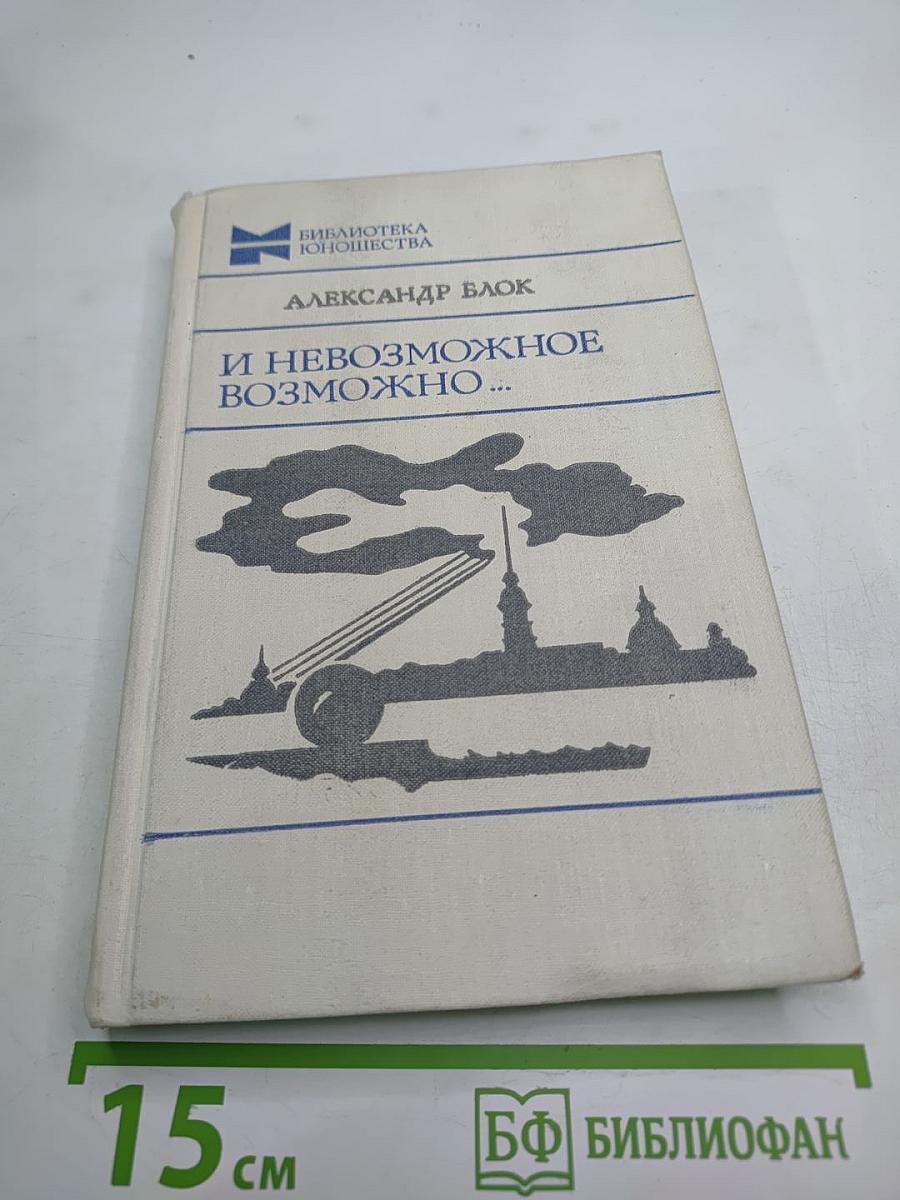 БИБЛИОТЕКА
ЮНОШЕСТВА
АЛЕКСАНДР БЛОК
И НЕВОЗМОЖНОЕ
ВОЗМОЖНО...
15 см
БФ БИБЛИОФАН